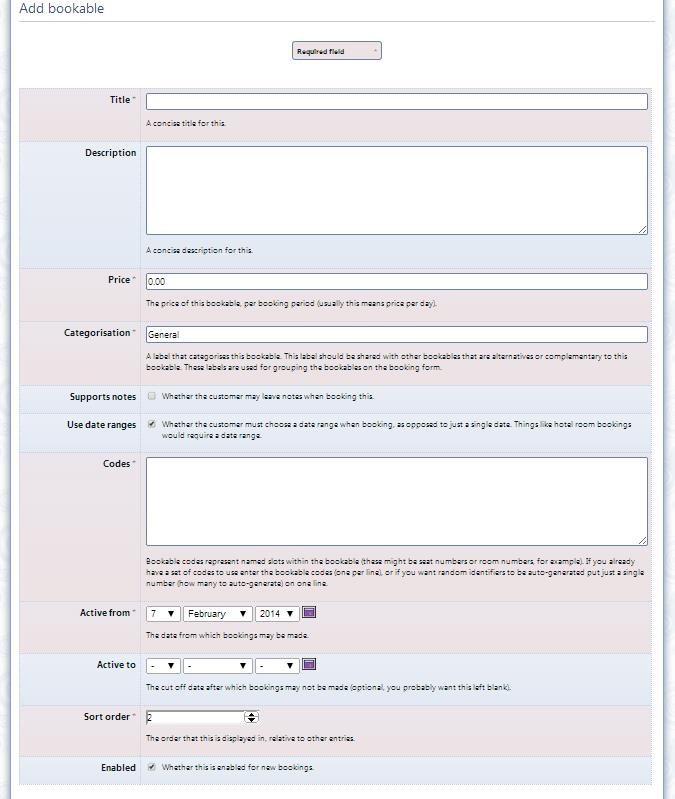 Add bookable
Required field *
Title *
A concise title for this.
Description
A concise description for this.
Price *
0.00
The price of this bookable, per booking period (usually this means price per day).
Categorisation *
General
A label that categorises this bookable. This label should be shared with other bookables that are alternatives or complementary to this
bookable. These labels are used for grouping the bookables on the booking form.
Supports notes
Whether the customer may leave notes when booking this.
Use date ranges
Whether the customer must choose a date range when booking, as opposed to just a single date. Things like hotel room bookings
would require a date range.
Codes *
Bookable codes represent named slots within the bookable (these might be seat numbers or room numbers, for example). If you already
have a set of codes to use enter the bookable codes (one per line), or if you want random identifiers to be auto-generated put just a single
number (how many to auto-generate) on one line.
Active from *
7 February 2014
The date from which bookings may be made.
Active to
- - -
The cut off date after which bookings may not be made (optional, you probably want this left blank).
Sort order *
2
The order that this is displayed in, relative to other entries.
Enabled
Whether this is enabled for new bookings.